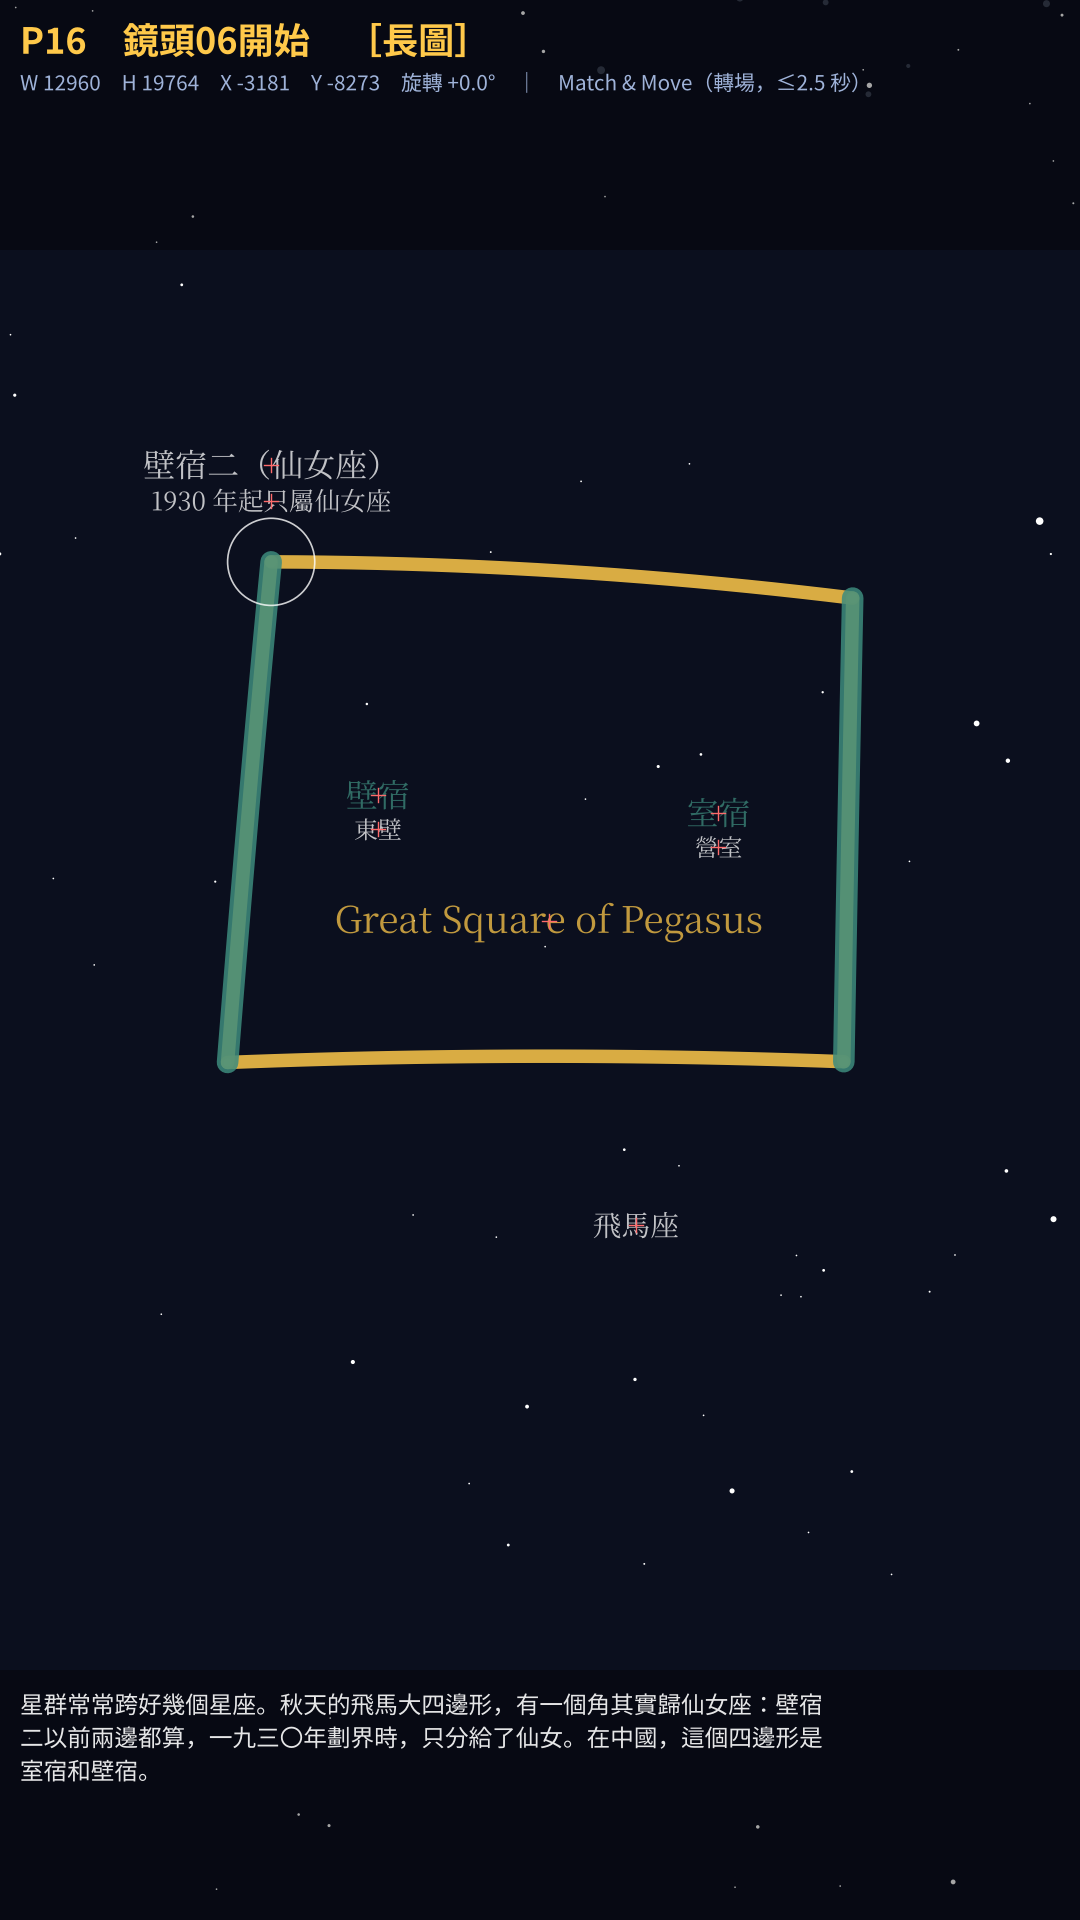 P16 鏡頭06開始 ［長圖］
W 12960 H 19764 X -3181 Y -8273 旋轉 +0.0° ｜ Match & Move（轉場，≤2.5 秒）
壁宿二（仙女座）
1930 年起只屬仙女座
壁宿
東壁
室宿
營室
Great Square of Pegasus
飛馬座
星群常常跨好幾個星座。秋天的飛馬大四邊形，有一個角其實歸仙女座：壁宿
二以前兩邊都算，一九三〇年劃界時，只分給了仙女。在中國，這個四邊形是
室宿和壁宿。